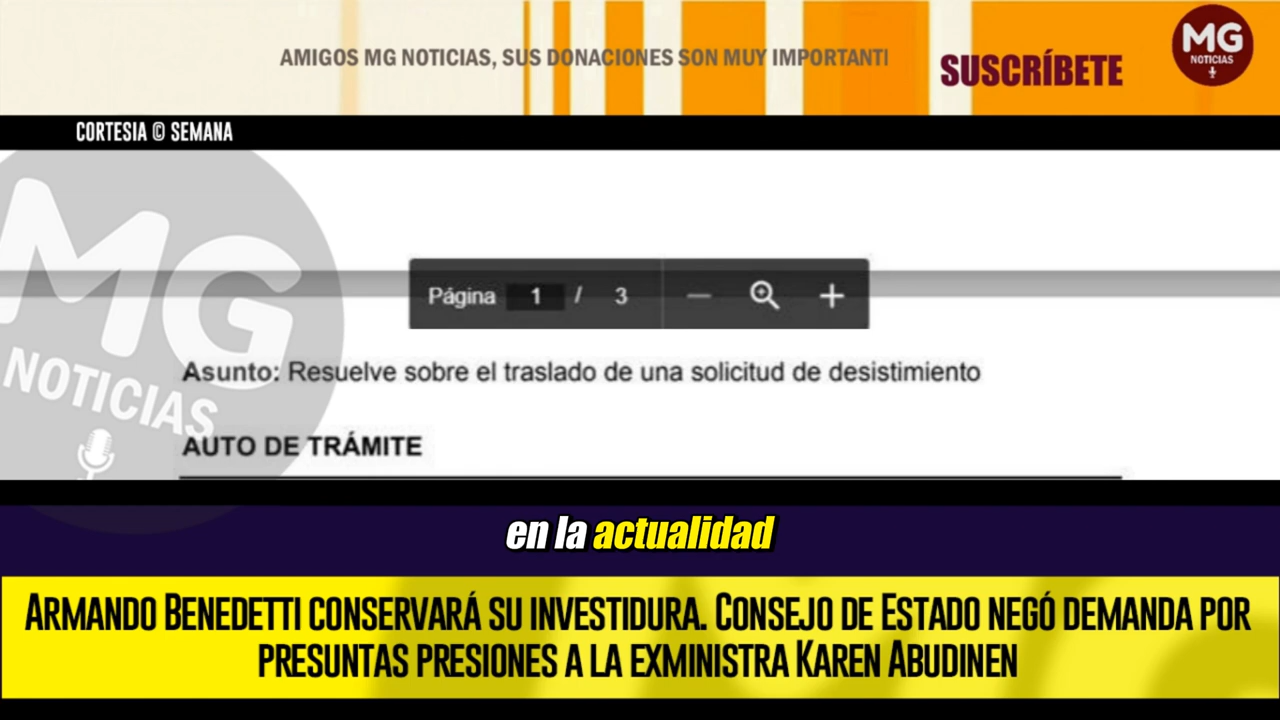 AMIGOS MG NOTICIAS, SUS DONACIONES SON MUY IMPORTANTI
SUSCRÍBETE
MG
NOTICIAS
CORTESIA © SEMANA
MG
NOTICIAS
Página 1 / 3
Asunto: Resuelve sobre el traslado de una solicitud de desistimiento
AUTO DE TRÁMITE
en la actualidad
ARMANDO BENEDETTI CONSERVARÁ SU INVESTIDURA. CONSEJO DE ESTADO NEGÓ DEMANDA POR
PRESUNTAS PRESIONES A LA EXMINISTRA KAREN ABUDINEN